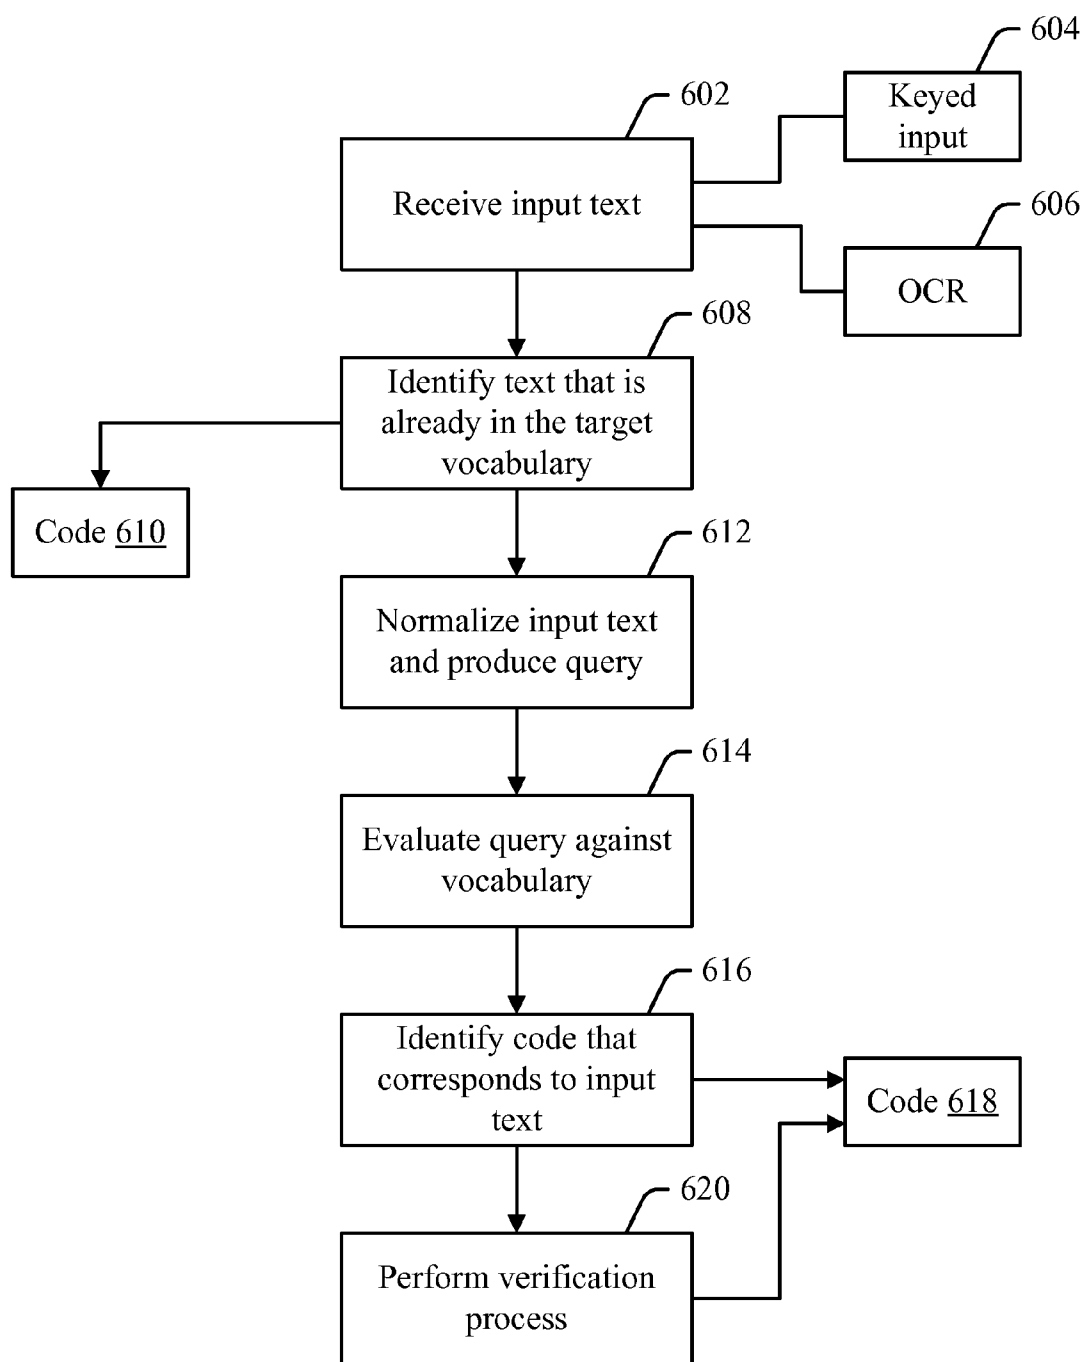 604
Keyed
input
602
Receive input text
606
OCR
608
Identify text that is
already in the target
vocabulary
Code 610
612
Normalize input text
and produce query
614
Evaluate query against
vocabulary
616
Identify code that
corresponds to input
text
Code 618
620
Perform verification
process